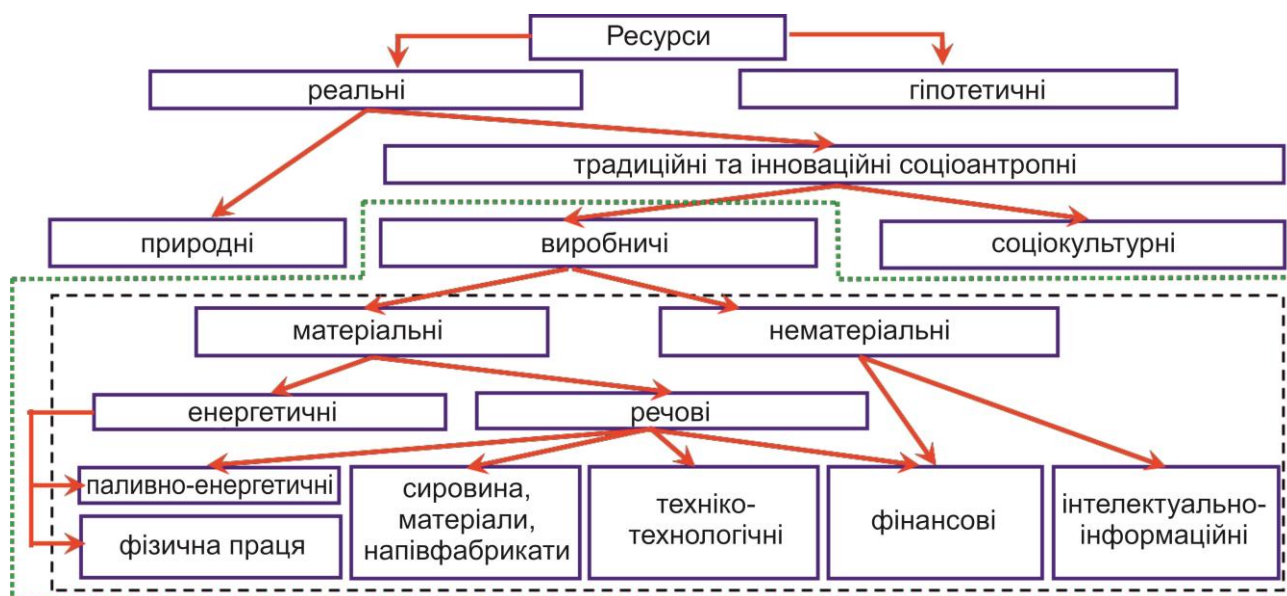 Ресурси
реальні
гіпотетичні
традиційні та інноваційні соціоантропні
природні
виробничі
соціокультурні
матеріальні
нематеріальні
енергетичні
речові
паливно-енергетичні
фізична праця
сировина,
матеріали,
напівфабрикати
техніко-
технологічні
фінансові
інтелектуально-
інформаційні